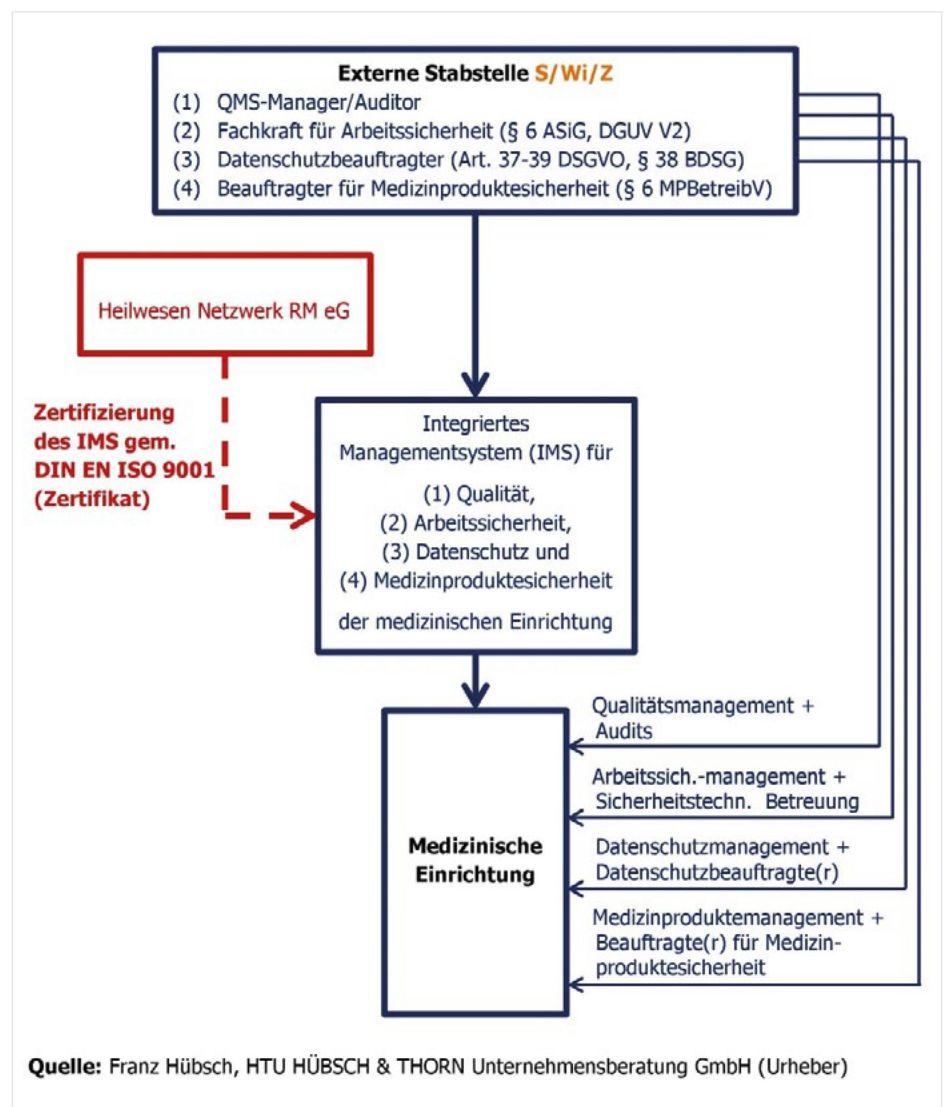 Externe Stabstelle S/Wi/Z
(1) QMS-Manager/Auditor
(2) Fachkraft für Arbeitssicherheit (§ 6 ASiG, DGUV V2)
(3) Datenschutzbeauftragter (Art. 37-39 DSGVO, § 38 BDSG)
(4) Beauftragter für Medizinproduktesicherheit (§ 6 MPBetreibV)
Heilwesen Netzwerk RM eG
Zertifizierung
des IMS gem.
DIN EN ISO 9001
(Zertifikat)
Integriertes
Managementsystem (IMS) für
(1) Qualität,
(2) Arbeitssicherheit,
(3) Datenschutz und
(4) Medizinproduktesicherheit
der medizinischen Einrichtung
Medizinische
Einrichtung
Qualitätsmanagement +
Audits
Arbeitssich.-management +
Sicherheitstechn. Betreuung
Datenschutzmanagement +
Datenschutzbeauftragte(r)
Medizinproduktemanagement +
Beauftragte(r) für Medizin-
produktesicherheit
Quelle: Franz Hübsch, HTU HÜBSCH & THORN Unternehmensberatung GmbH (Urheber)